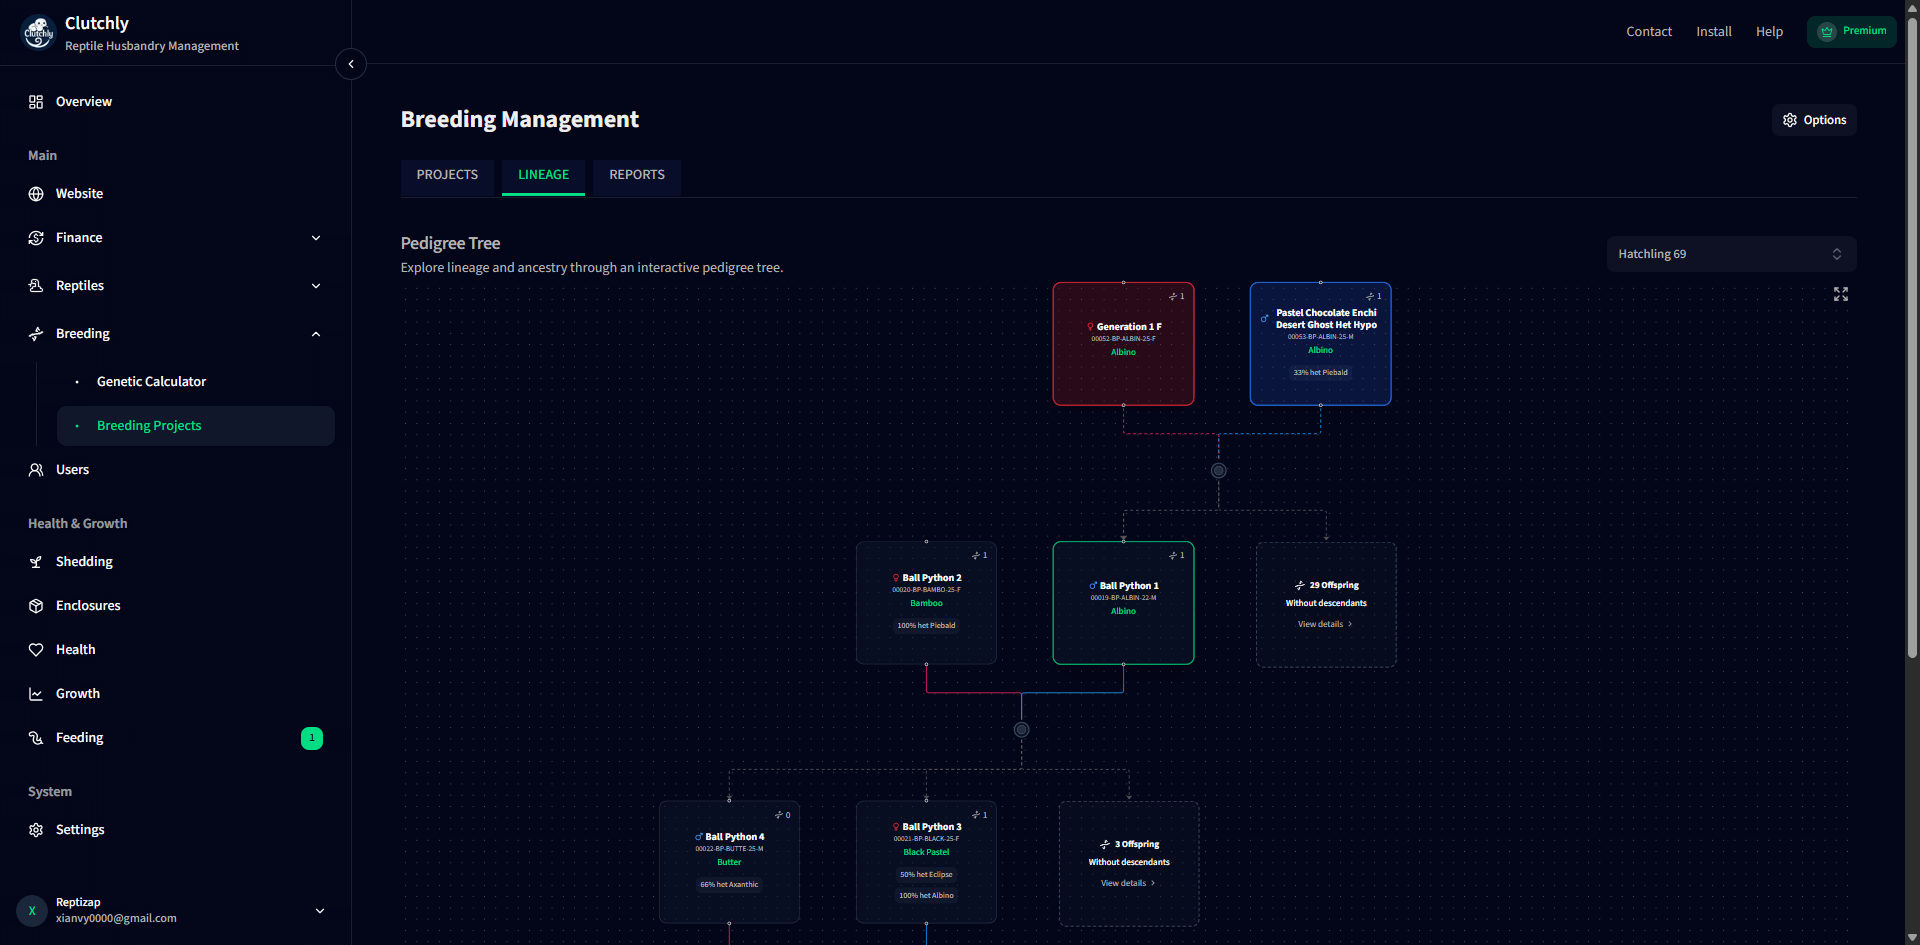 Clutchly
Clutchly
Reptile Husbandry Management
Contact
Install
Help
Premium
Overview
Main
Website
Finance
Reptiles
Breeding
Genetic Calculator
Breeding Projects
Users
Health & Growth
Shedding
Enclosures
Health
Growth
Feeding
1
System
Settings
X
Reptizap
xianvy0000@gmail.com
Breeding Management
Options
PROJECTS
LINEAGE
REPORTS
Pedigree Tree
Explore lineage and ancestry through an interactive pedigree tree.
Hatchling 69
1
Generation 1 F
00052-BP-ALBIN-25-F
Albino
1
Pastel Chocolate Enchi
Desert Ghost Het Hypo
00053-BP-ALBIN-25-M
Albino
33% het Piebald
1
Ball Python 2
00020-BP-BAMBO-25-F
Bamboo
100% het Piebald
1
Ball Python 1
00019-BP-ALBIN-22-M
Albino
29 Offspring
Without descendants
View details
0
Ball Python 4
00022-BP-BUTTE-25-M
Butter
66% het Axanthic
1
Ball Python 3
00021-BP-BLACK-25-F
Black Pastel
50% het Eclipse
100% het Albino
3 Offspring
Without descendants
View details